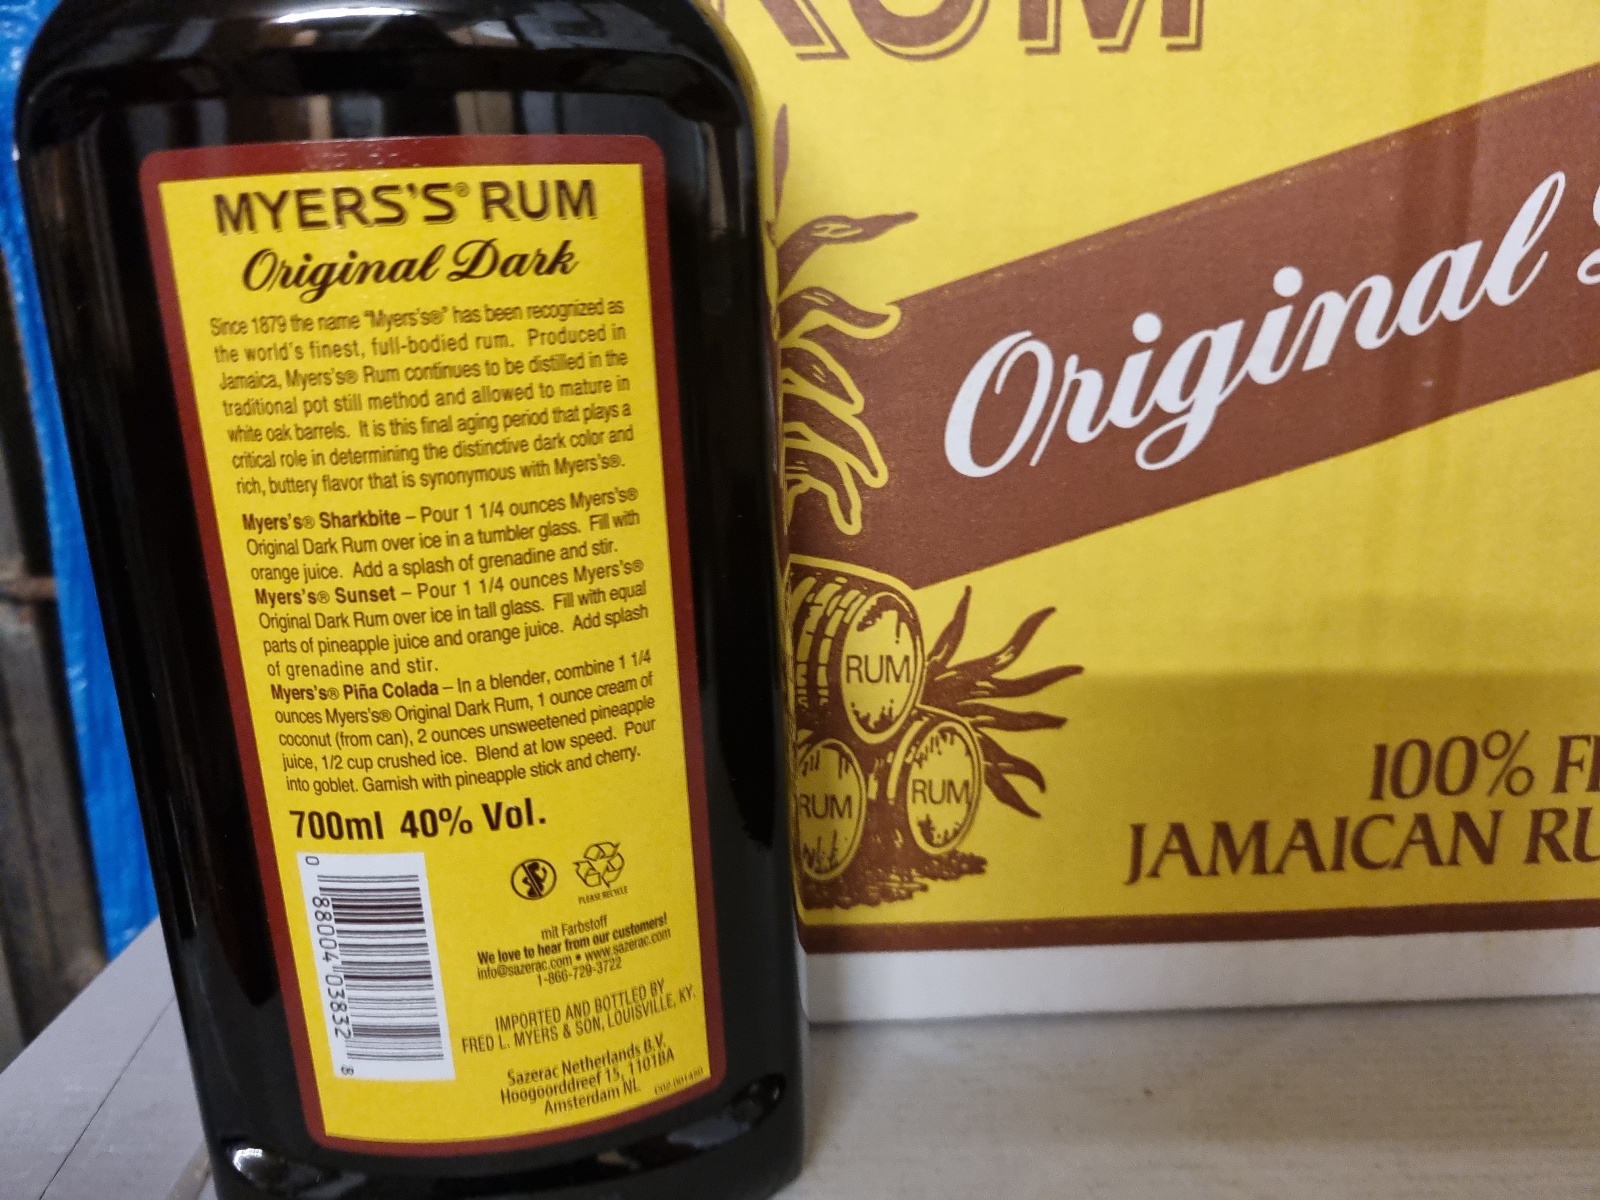 MYERS'S® RUM
Original Dark
Since 1879 the name "Myers's®" has been recognized as
the world's finest, full-bodied rum. Produced in
Jamaica, Myers's® Rum continues to be distilled in the
traditional pot still method and allowed to mature in
white oak barrels. It is this final aging period that plays a
critical role in determining the distinctive dark color and
rich, buttery flavor that is synonymous with Myers's®.
Myers's® Sharkbite – Pour 1 1/4 ounces Myers's®
Original Dark Rum over ice in a tumbler glass. Fill with
orange juice. Add a splash of grenadine and stir.
Myers's® Sunset – Pour 1 1/4 ounces Myers's®
Original Dark Rum over ice in tall glass. Fill with equal
parts of pineapple juice and orange juice. Add splash
of grenadine and stir.
Myers's® Piña Colada – In a blender, combine 1 1/4
ounces Myers's® Original Dark Rum, 1 ounce cream of
coconut (from can), 2 ounces unsweetened pineapple
juice, 1/2 cup crushed ice. Blend at low speed. Pour
into goblet. Garnish with pineapple stick and cherry.
700ml 40% Vol.
0 88004 03832 8
PLEASE RECYCLE
mit Farbstoff
We love to hear from our customers!
info@sazerac.com • www.sazerac.com
1-866-729-3722
IMPORTED AND BOTTLED BY
FRED L. MYERS & SON, LOUISVILLE, KY.
Sazerac Netherlands B.V.
Hoogoorddreef 15, 1101BA
Amsterdam NL
RUM
Original
RUM
RUM
RUM
100%
JAMAICAN RU